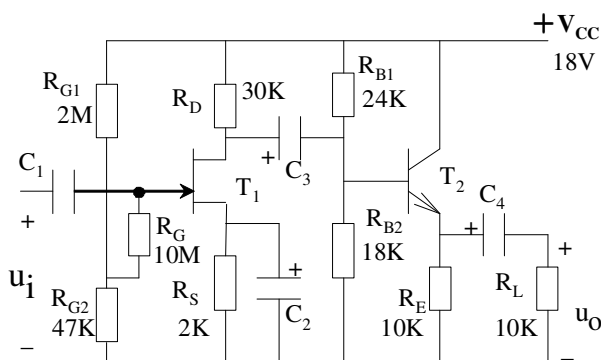 +V_CC
18V
R_G1
2M
R_D
30K
R_B1
24K
C_1
+
C_3
T_1
T_2
C_4
+
+
+
R_G
10M
R_B2
18K
u_i
R_G2
47K
R_S
2K
+
C_2
R_E
10K
R_L
10K
u_o
–
–